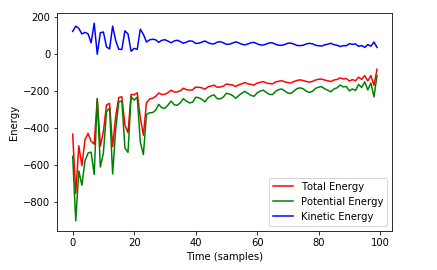 200
0
−200
−400
−600
−800
Energy
0
20
40
60
80
100
Time (samples)
Total Energy
Potential Energy
Kinetic Energy